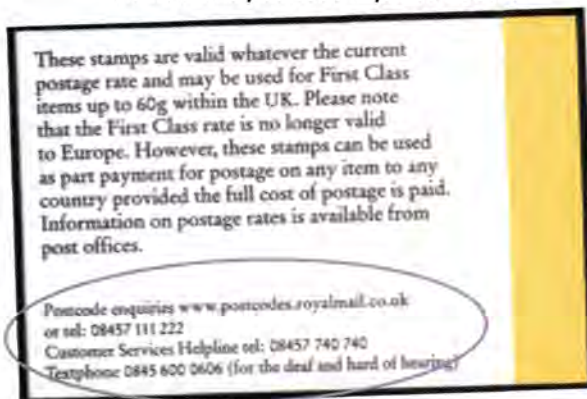 These stamps are valid whatever the current
postage rate and may be used for First Class
items up to 60g within the UK. Please note
that the First Class rate is no longer valid
to Europe. However, these stamps can be used
as part payment for postage on any item to any
country provided the full cost of postage is paid.
Information on postage rates is available from
post offices.
Postcode enquiries www.postcodes.royalmail.co.uk
or tel: 08457 111 222
Customer Services Helpline tel: 08457 740 740
Textphone 0845 600 0606 (for the deaf and hard of hearing)